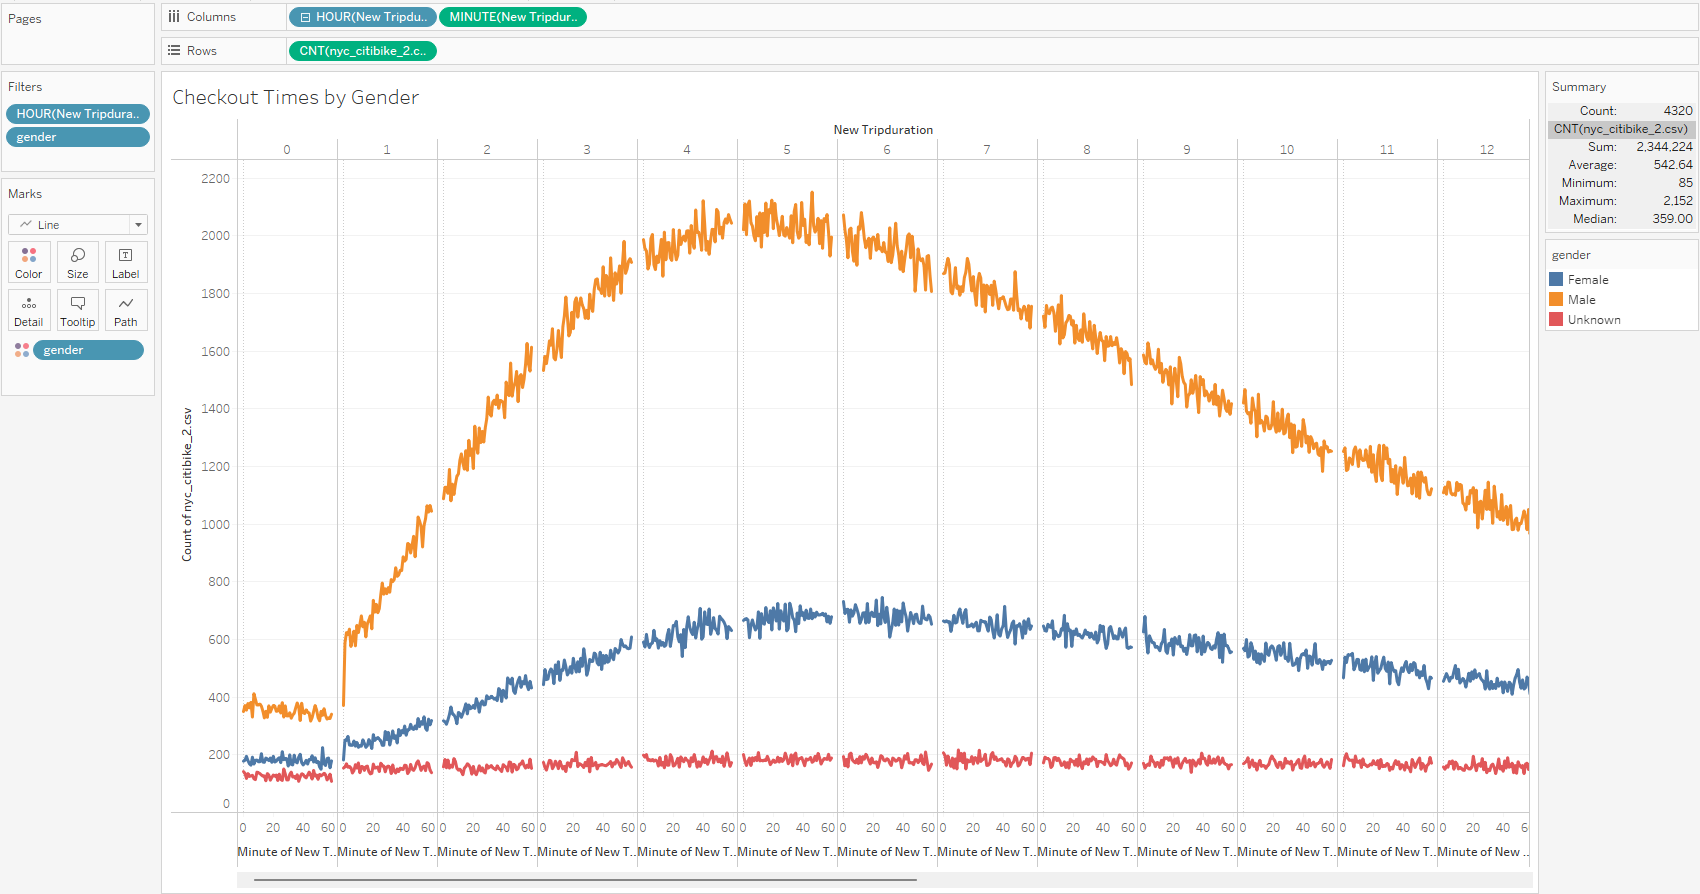 Pages
Columns
HOUR(New Tripdu..
MINUTE(New Tripdur..
Rows
CNT(nyc_citibike_2.c..
Filters
HOUR(New Tripdura..
gender
Marks
Line
Color
Size
Label
Detail
Tooltip
Path
gender
Checkout Times by Gender
New Tripduration
0 1 2 3 4 5 6 7 8 9 10 11 12
Count of nyc_citibike_2.csv
2200
2000
1800
1600
1400
1200
1000
800
600
400
200
0
0 20 40 60 0 20 40 60 0 20 40 60 0 20 40 60 0 20 40 60 0 20 40 60 0 20 40 60 0 20 40 60 0 20 40 60 0 20 40 60 0 20 40 60 0 20 40 60 0 20 40
Minute of New T.. Minute of New T.. Minute of New T.. Minute of New T.. Minute of New T.. Minute of New T.. Minute of New T.. Minute of New T.. Minute of New T.. Minute of New T.. Minute of New T.. Minute of New T.. Minute of New ..
Summary
Count: 4320
CNT(nyc_citibike_2.csv)
Sum: 2,344,224
Average: 542.64
Minimum: 85
Maximum: 2,152
Median: 359.00
gender
Female
Male
Unknown